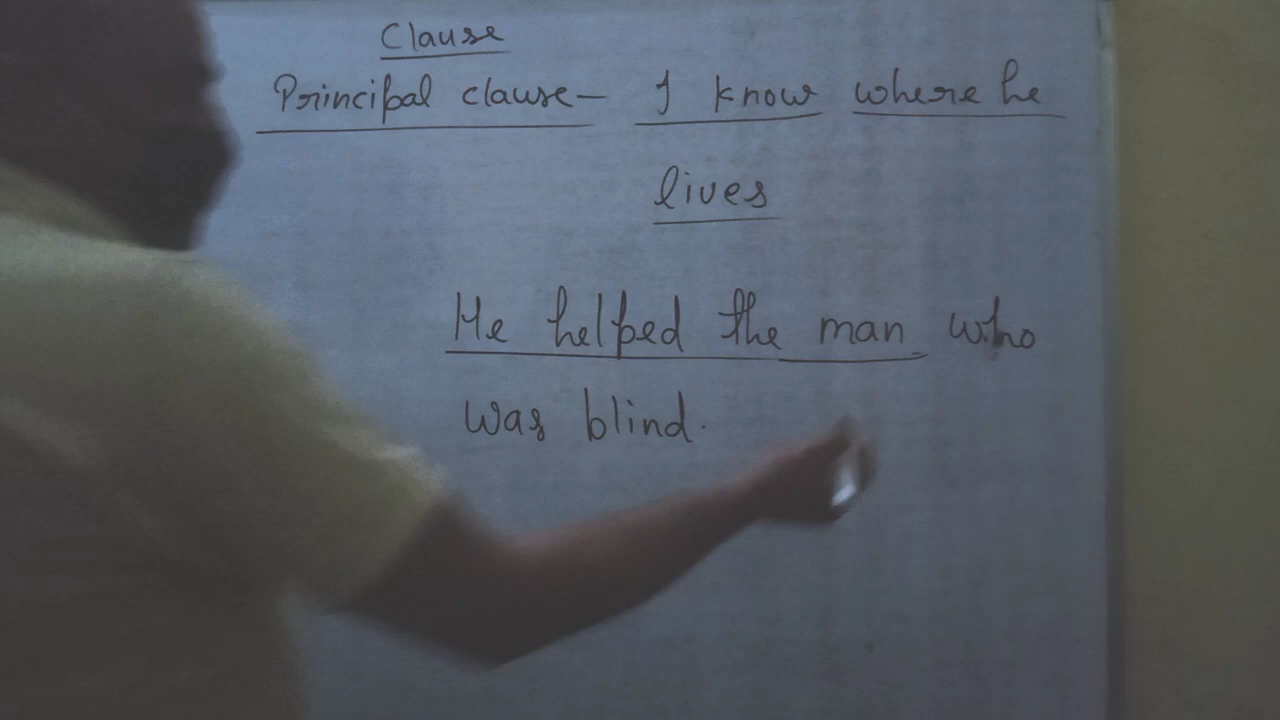 Clause
Principal clause- I know where he
lives
He helped the man who
was blind.